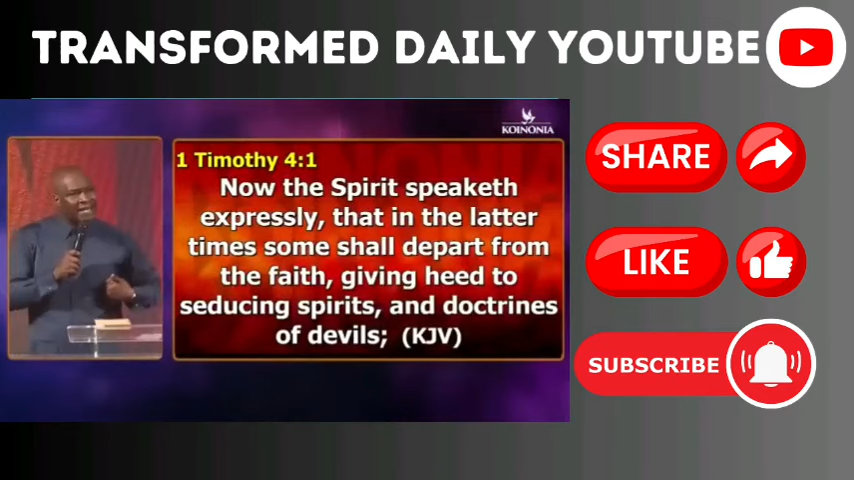 TRANSFORMED DAILY YOUTUBE
KOINONIA
1 Timothy 4:1
Now the Spirit speaketh
expressly, that in the latter
times some shall depart from
the faith, giving heed to
seducing spirits, and doctrines
of devils; (KJV)
SHARE
LIKE
SUBSCRIBE